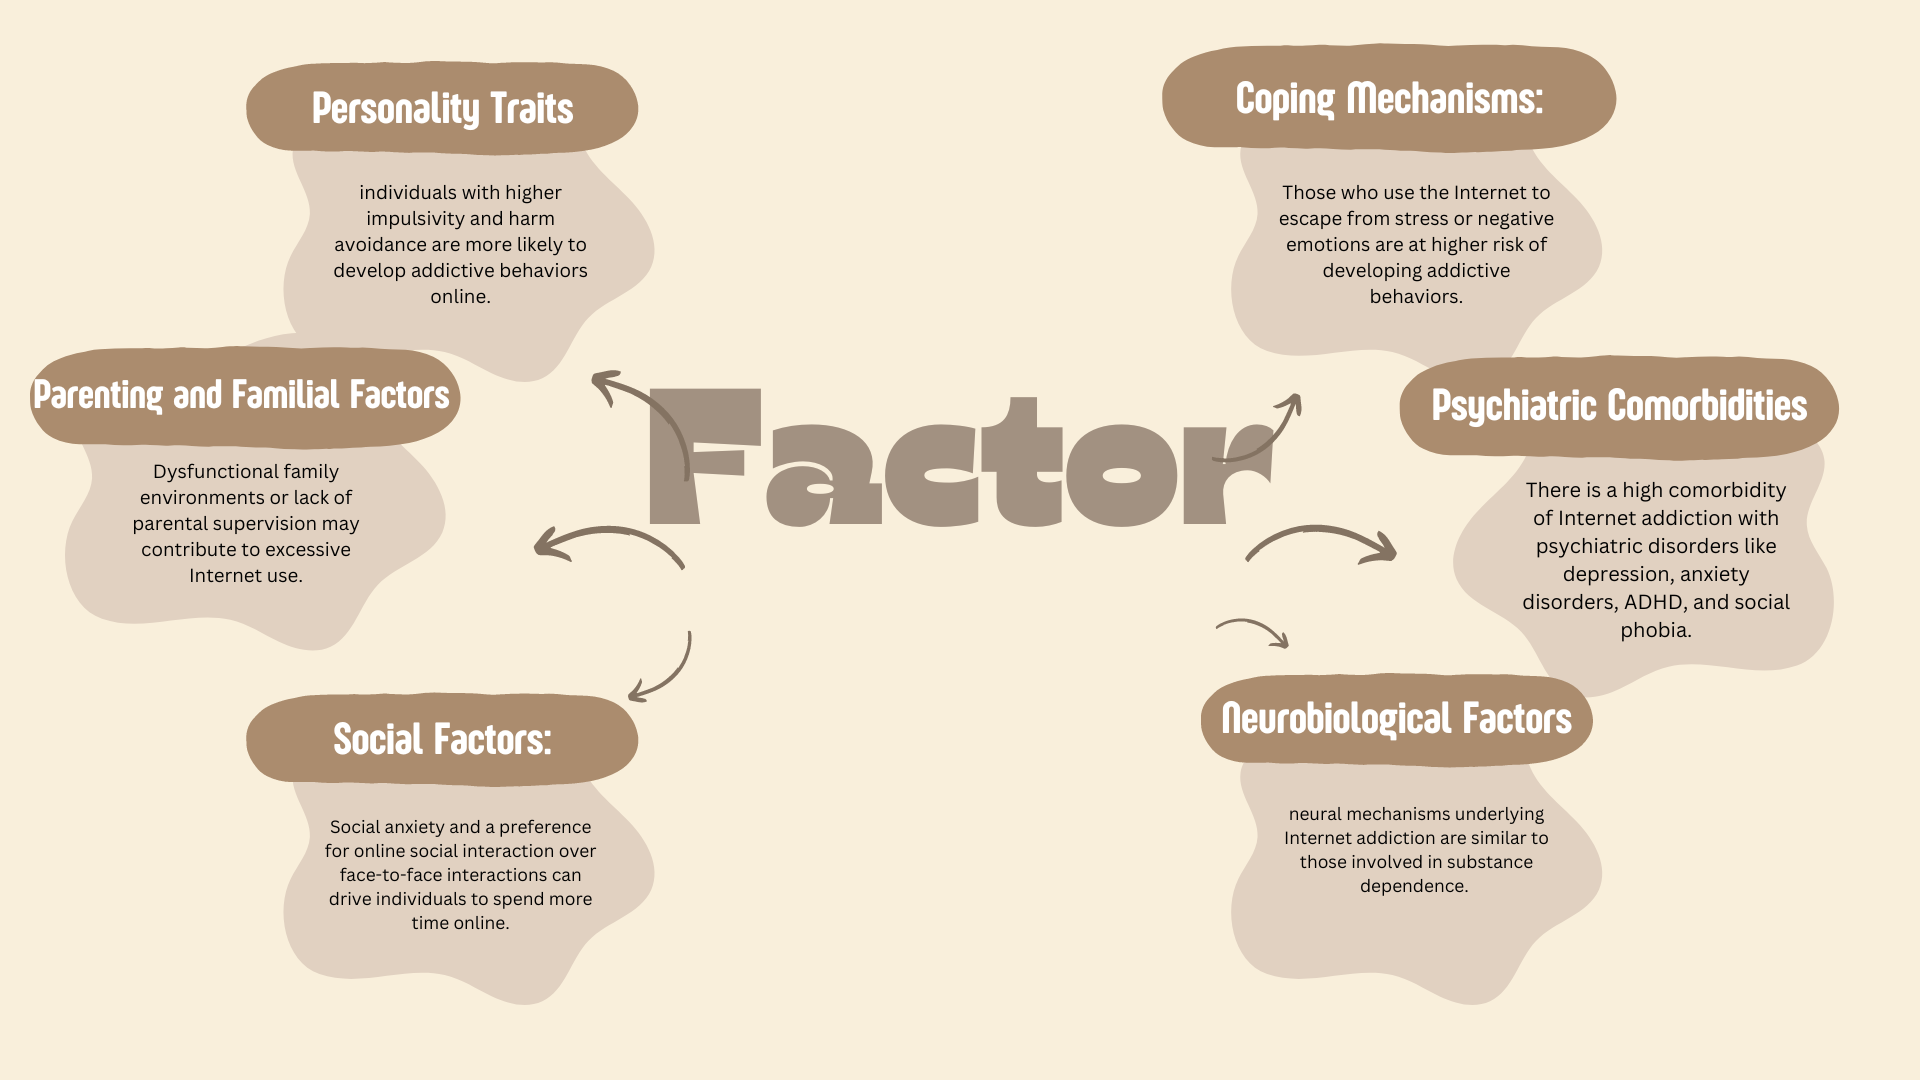 Personality Traits
individuals with higher
impulsivity and harm
avoidance are more likely to
develop addictive behaviors
online.
Parenting and Familial Factors
Dysfunctional family
environments or lack of
parental supervision may
contribute to excessive
Internet use.
Social Factors:
Social anxiety and a preference
for online social interaction over
face-to-face interactions can
drive individuals to spend more
time online.
Factor
Coping Mechanisms:
Those who use the Internet to
escape from stress or negative
emotions are at higher risk of
developing addictive
behaviors.
Psychiatric Comorbidities
There is a high comorbidity
of Internet addiction with
psychiatric disorders like
depression, anxiety
disorders, ADHD, and social
phobia.
Neurobiological Factors
neural mechanisms underlying
Internet addiction are similar to
those involved in substance
dependence.